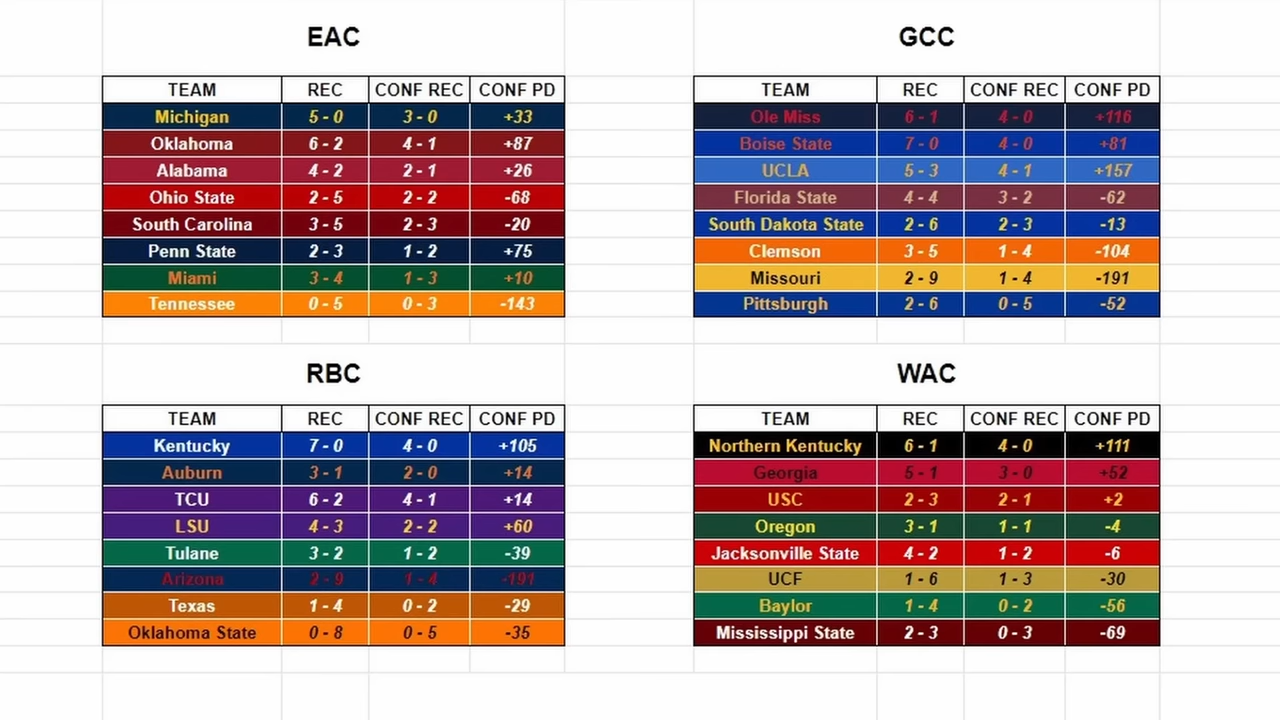 EAC
TEAM REC CONF REC CONF PD
Michigan 5 - 0 3 - 0 +33
Oklahoma 6 - 2 4 - 1 +87
Alabama 4 - 2 2 - 1 +26
Ohio State 2 - 5 2 - 2 -68
South Carolina 3 - 5 2 - 3 -20
Penn State 2 - 3 1 - 2 +75
Miami 3 - 4 1 - 3 +10
Tennessee 0 - 5 0 - 3 -143
GCC
TEAM REC CONF REC CONF PD
Ole Miss 6 - 1 4 - 0 +116
Boise State 7 - 0 4 - 0 +81
UCLA 5 - 3 4 - 1 +157
Florida State 4 - 4 3 - 2 -62
South Dakota State 2 - 6 2 - 3 -13
Clemson 3 - 5 1 - 4 -104
Missouri 2 - 9 1 - 4 -191
Pittsburgh 2 - 6 0 - 5 -52
RBC
TEAM REC CONF REC CONF PD
Kentucky 7 - 0 4 - 0 +105
Auburn 3 - 1 2 - 0 +14
TCU 6 - 2 4 - 1 +14
LSU 4 - 3 2 - 2 +60
Tulane 3 - 2 1 - 2 -39
Arizona 2 - 9 1 - 4 -191
Texas 1 - 4 0 - 2 -29
Oklahoma State 0 - 8 0 - 5 -35
WAC
TEAM REC CONF REC CONF PD
Northern Kentucky 6 - 1 4 - 0 +111
Georgia 5 - 1 3 - 0 +52
USC 2 - 3 2 - 1 +2
Oregon 3 - 1 1 - 1 -4
Jacksonville State 4 - 2 1 - 2 -6
UCF 1 - 6 1 - 3 -30
Baylor 1 - 4 0 - 2 -56
Mississippi State 2 - 3 0 - 3 -69